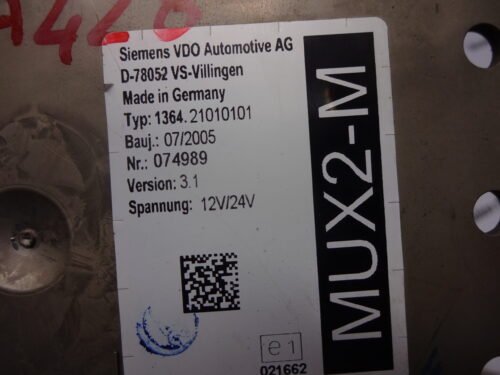 A420
Siemens VDO Automotive AG
D-78052 VS-Villingen
Made in Germany
Typ: 1364.21010101
Bauj.: 07/2005
Nr.: 074989
Version: 3.1
Spannung: 12V/24V
MUX2-M
e1
021662